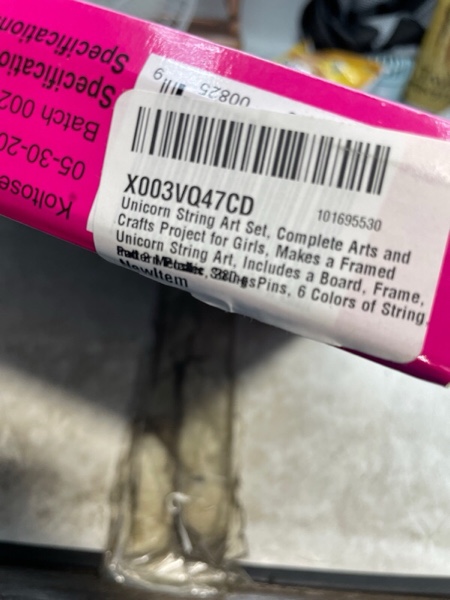 Specification
Specification
Batch 002
05-30-20
Koltose
00825
X003VQ47CD
101695530
Unicorn String Art Set, Complete Arts and
Crafts Project for Girls, Makes a Framed
Unicorn String Art, Includes a Board, Frame,
Pins, 6 Colors of String,
NewItem